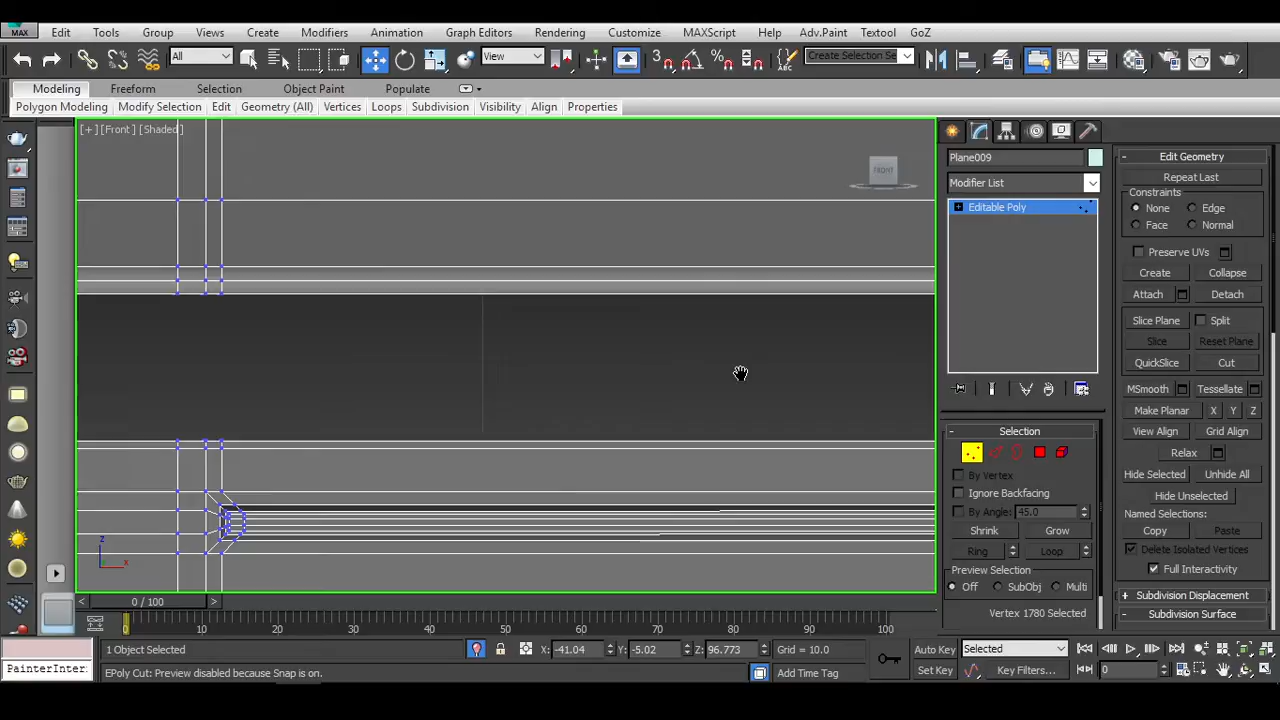 MAX Edit Tools Group Views Create Modifiers Animation Graph Editors Rendering Customize MAXScript Help Adv.Paint Textool GoZ
All View 3 Create Selection Se
Modeling Freeform Selection Object Paint Populate
Polygon Modeling Modify Selection Edit Geometry (All) Vertices Loops Subdivision Visibility Align Properties
[+] [Front] [Shaded]
FRONT
z
x
Plane009
Modifier List
Editable Poly
Selection
By Vertex
Ignore Backfacing
By Angle: 45.0
Shrink Grow
Ring Loop
Preview Selection
Off SubObj Multi
Vertex 1780 Selected
Edit Geometry
Repeat Last
Constraints
None Edge
Face Normal
Preserve UVs
Create Collapse
Attach Detach
Slice Plane Split
Slice Reset Plane
QuickSlice Cut
MSmooth Tessellate
Make Planar X Y Z
View Align Grid Align
Relax
Hide Selected Unhide All
Hide Unselected
Named Selections:
Copy Paste
Delete Isolated Vertices
Full Interactivity
Subdivision Displacement
Subdivision Surface
< 0 / 100 >
0 10 20 30 40 50 60 70 80 90 100
1 Object Selected X: -41.04 Y: -5.02 Z: 96.773 Grid = 10.0 Auto Key Selected
PainterInter EPoly Cut: Preview disabled because Snap is on. Add Time Tag Set Key Key Filters... 0